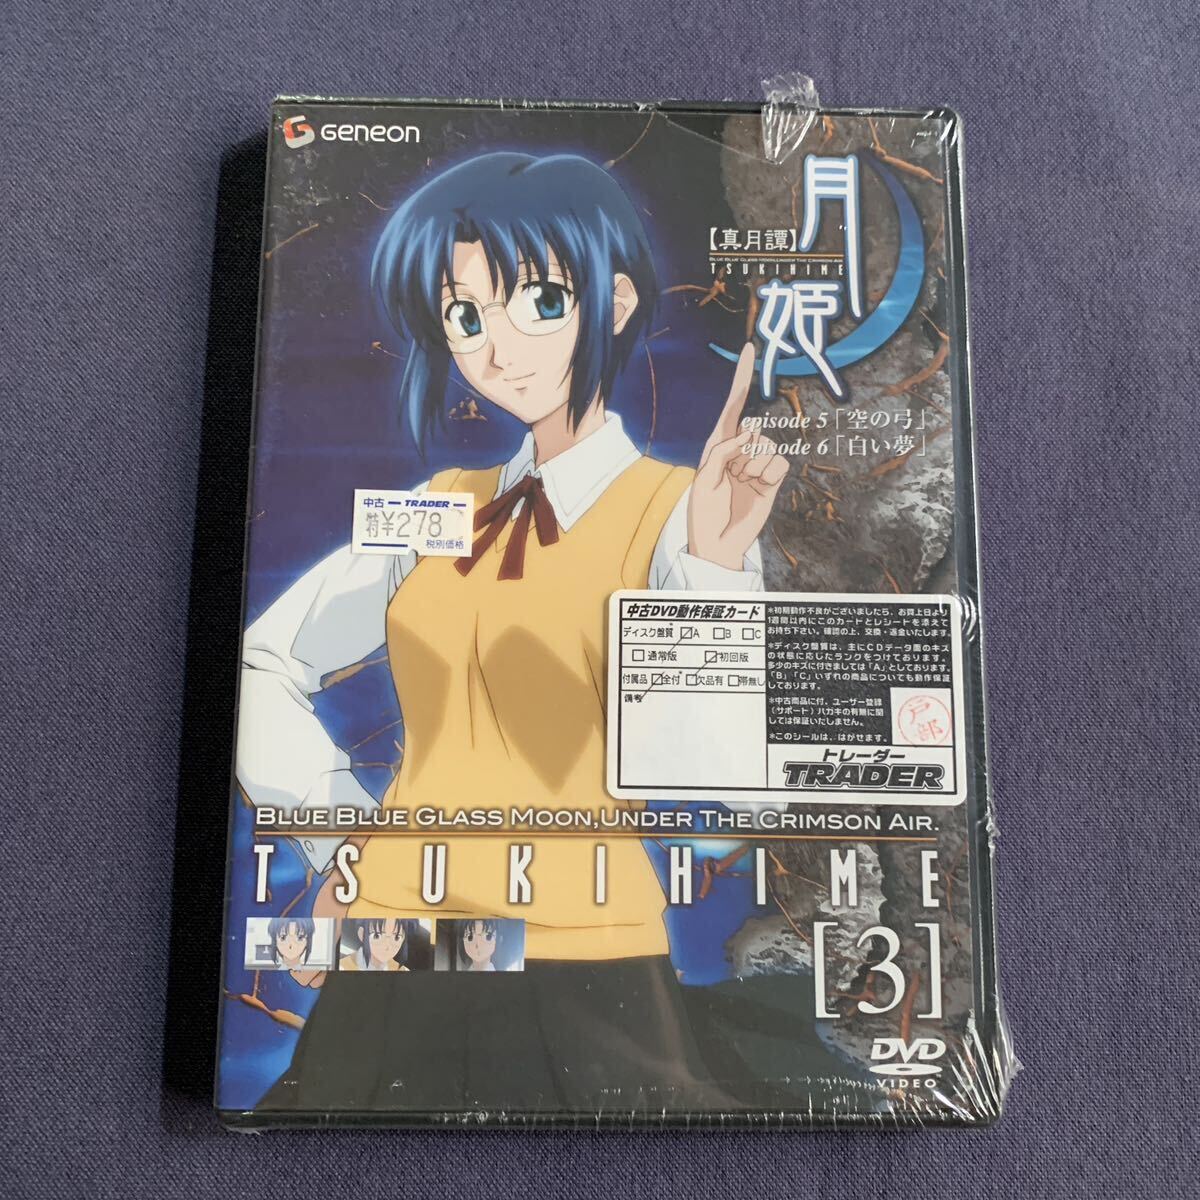 Geneon
月姫
【真月譚】
BLUE BLUE GLASS MOON,UNDER THE CRIMSON AIR.
TSUKIHIME
episode 5「空の弓」
episode 6「白い夢」
中古 TRADER
特¥278
税別価格
中古DVD動作保証カード
ディスク盤質 A B C
通常版 初回版
付属品 全付 欠品有 帯無し
備考
*初期動作不良がございましたら、お買上日より
1週間以内にこのカードとレシートを添えて
お持ち下さい。確認の上、交換・返金いたします。
*ディスク盤質は、主にCDデータ面のキズ
の状態に応じたランクをつけております。
多少のキズに付きましては「A」としております。
「B」「C」いずれの商品についても動作保証
しております。
*中古商品に付、ユーザー登録
(サポート)ハガキの有無に関
しては保証いたしません。
*このシールは、はがせます。
戸部
トレーダー
TRADER
BLUE BLUE GLASS MOON,UNDER THE CRIMSON AIR.
TSUKIHIME
[3]
DVD
VIDEO